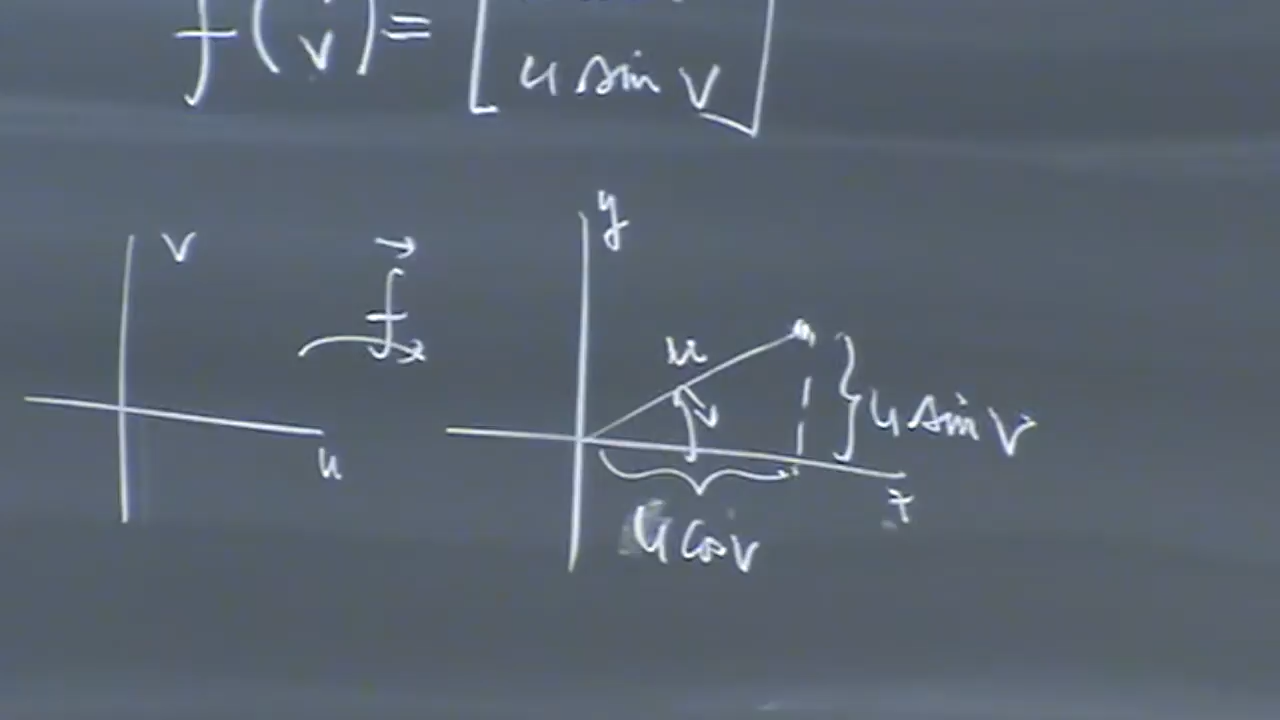 f(v) = [u sin v]
v
f
u
y
u
v
u sin v
x
u cos v